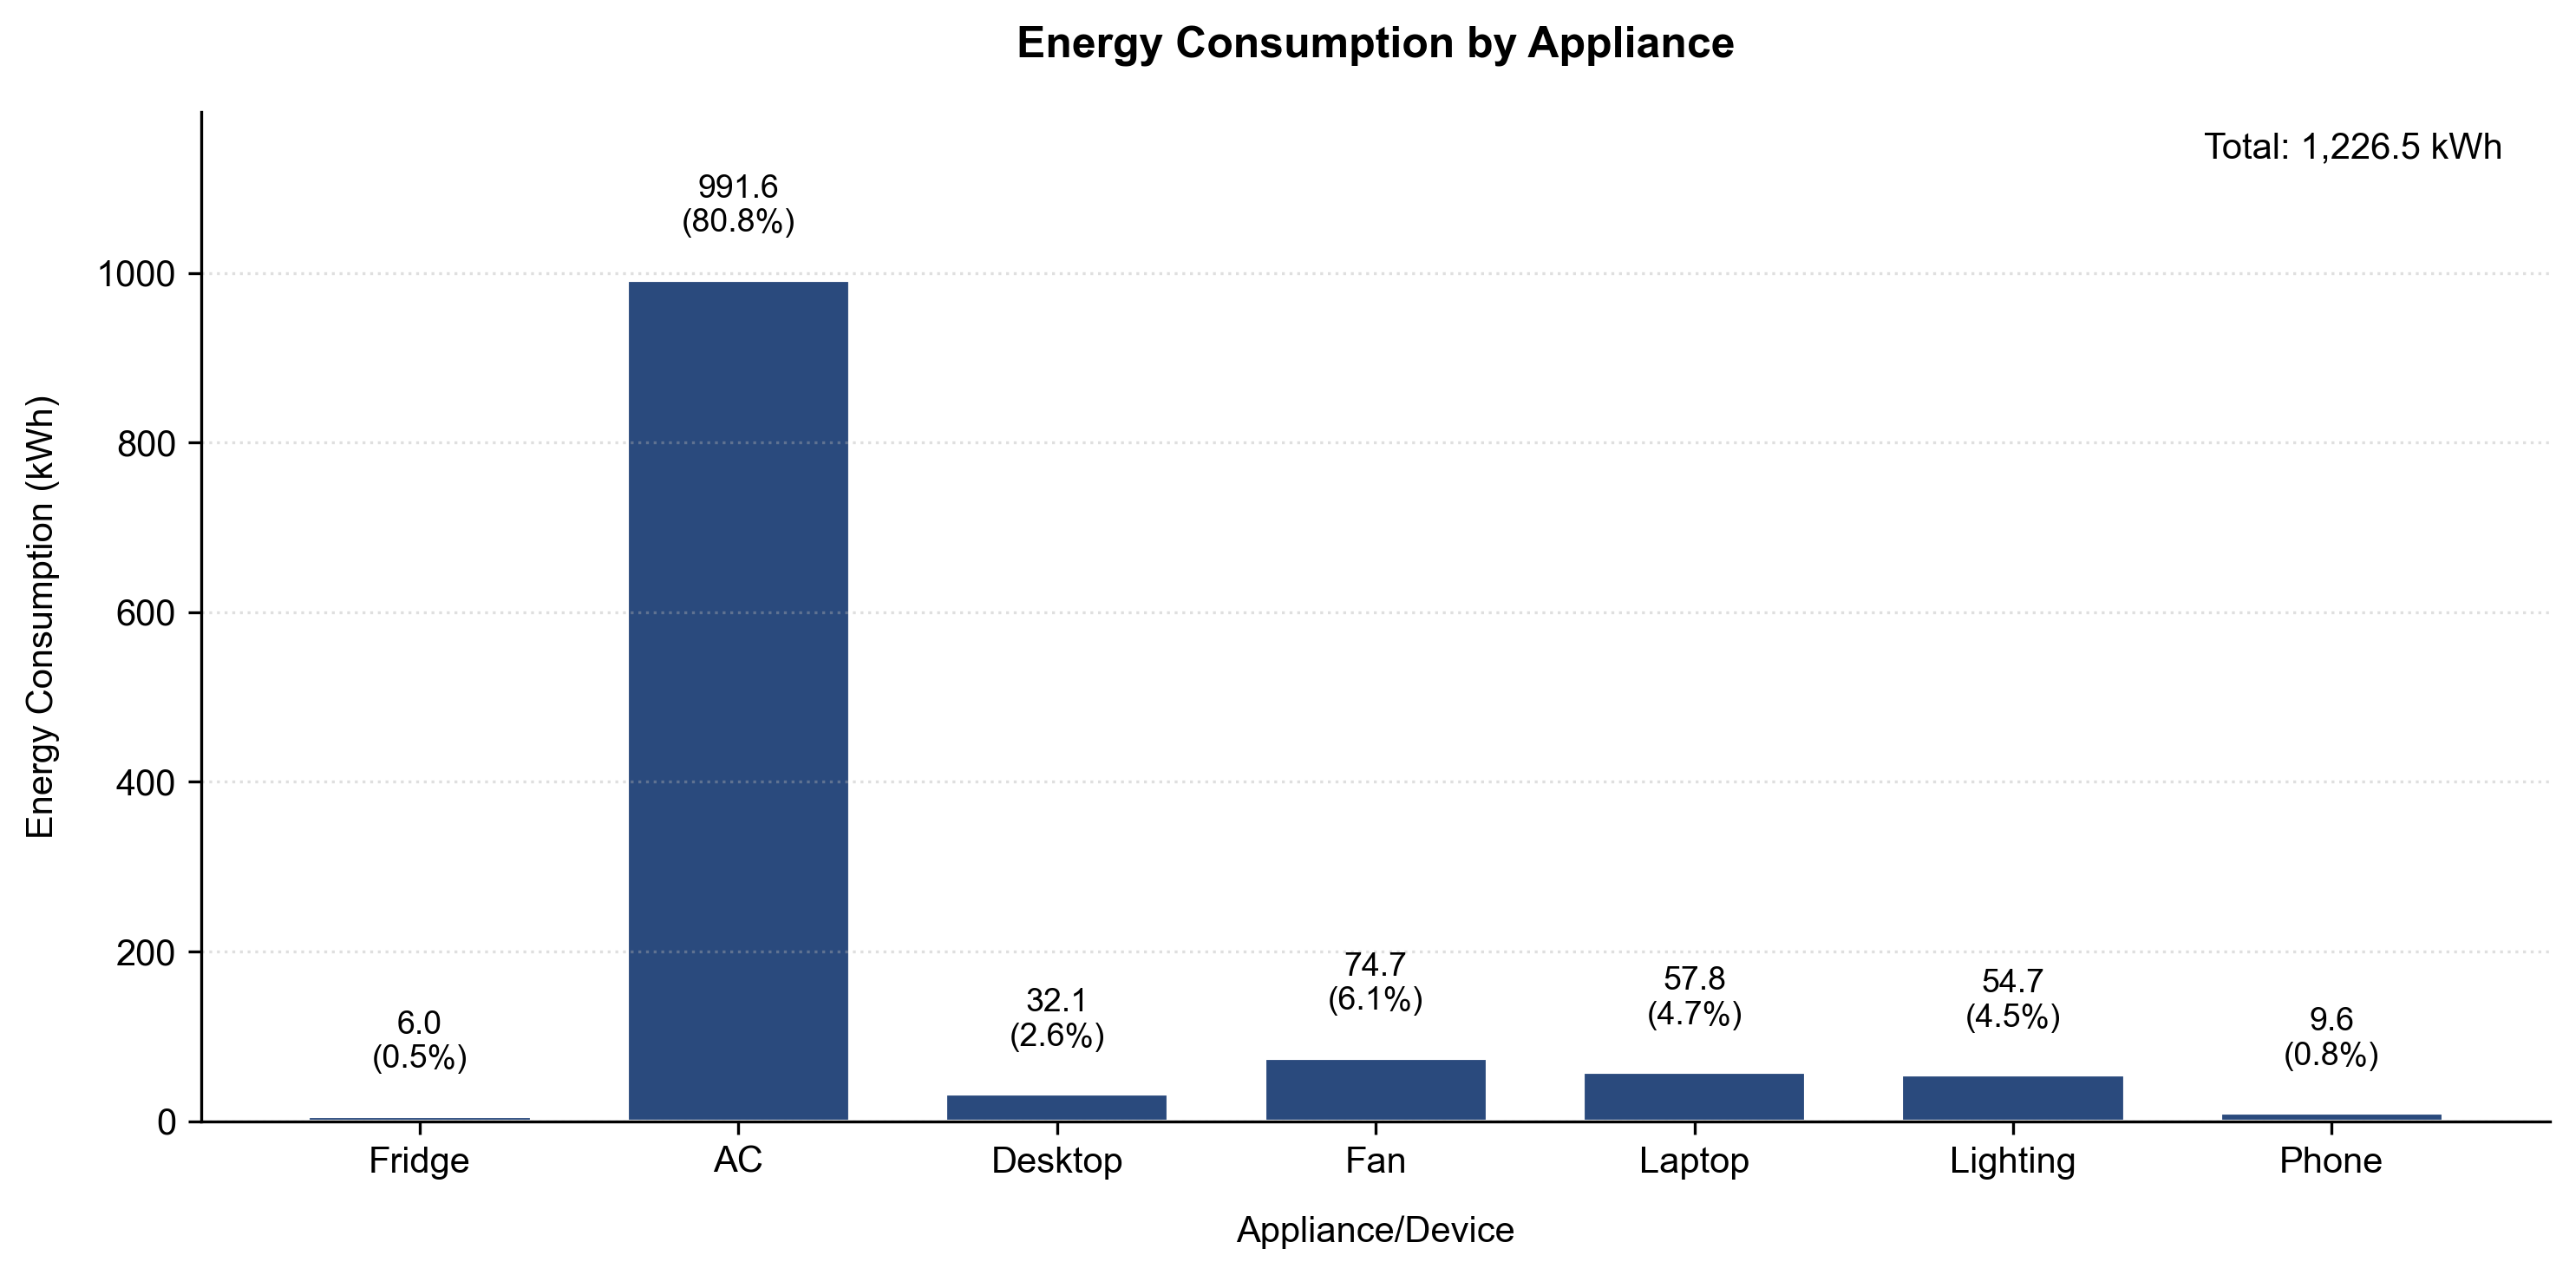 Energy Consumption by Appliance
Total: 1,226.5 kWh
Energy Consumption (kWh)
1000
800
600
400
200
0
6.0
(0.5%)
991.6
(80.8%)
32.1
(2.6%)
74.7
(6.1%)
57.8
(4.7%)
54.7
(4.5%)
9.6
(0.8%)
Fridge
AC
Desktop
Fan
Laptop
Lighting
Phone
Appliance/Device